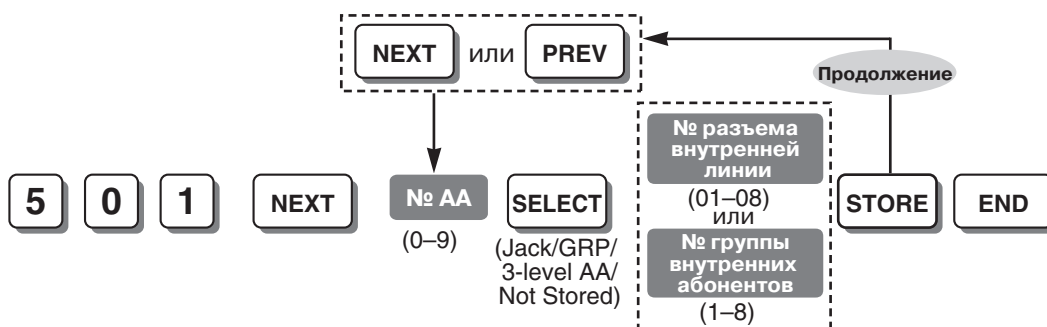 NEXT или PREV
Продолжение
5 0 1 NEXT № AA SELECT № разъема
внутренней
линии STORE END
(0–9)
(Jack/GRP/
3-level AA/
Not Stored)
(01–08)
или
№ группы
внутренних
абонентов
(1–8)